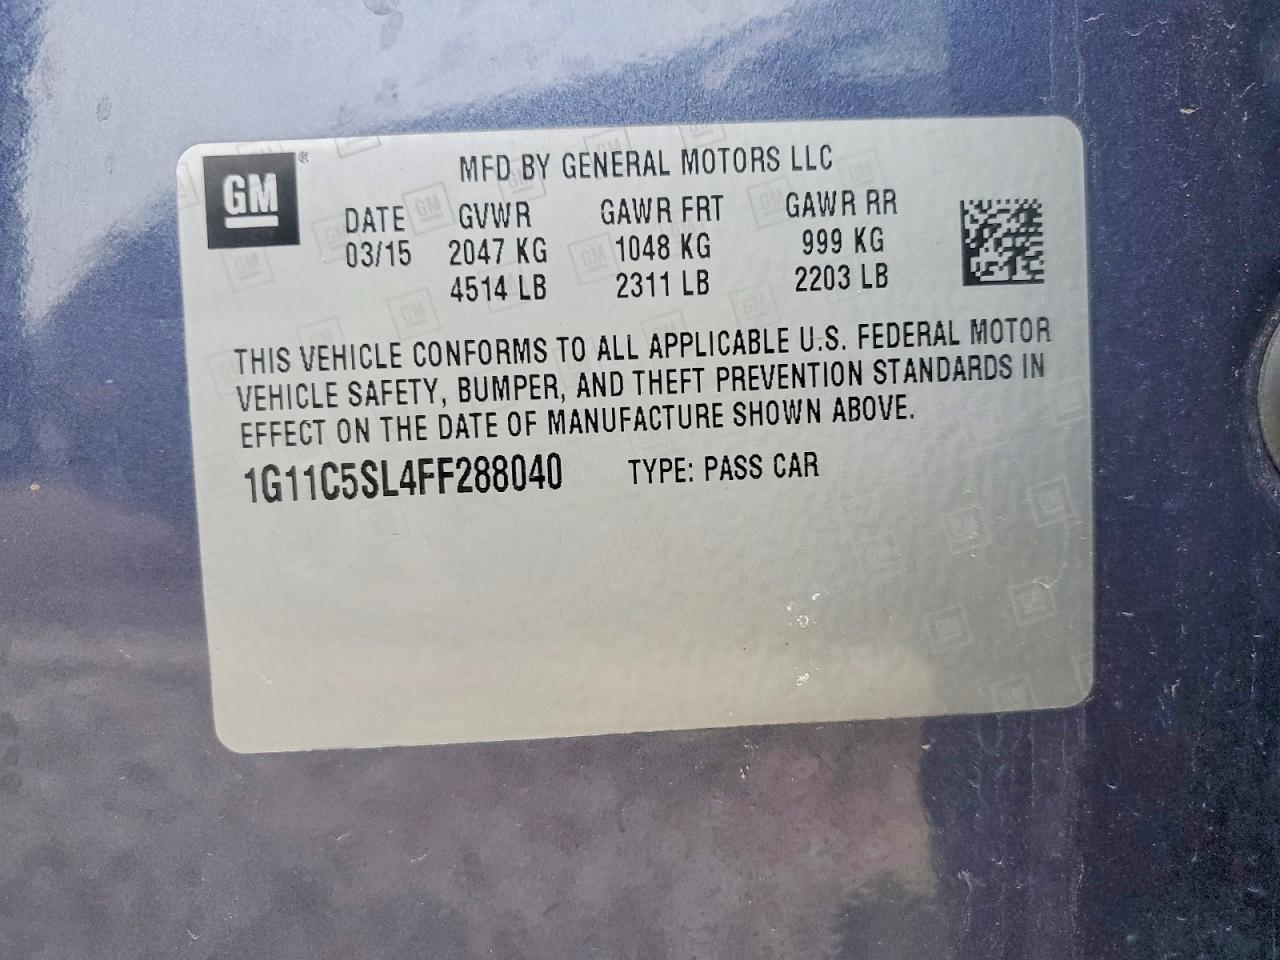 GM ®
MFD BY GENERAL MOTORS LLC
DATE GVWR GAWR FRT GAWR RR
03/15 2047 KG 1048 KG 999 KG
4514 LB 2311 LB 2203 LB
THIS VEHICLE CONFORMS TO ALL APPLICABLE U.S. FEDERAL MOTOR
VEHICLE SAFETY, BUMPER, AND THEFT PREVENTION STANDARDS IN
EFFECT ON THE DATE OF MANUFACTURE SHOWN ABOVE.
1G11C5SL4FF288040 TYPE: PASS CAR